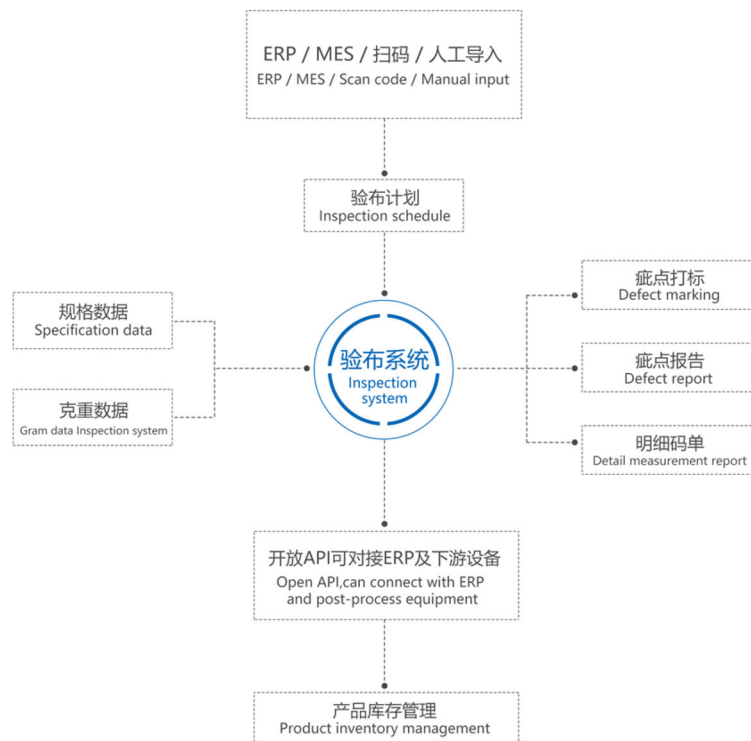 ERP / MES / 扫码 / 人工导入
ERP / MES / Scan code / Manual input
验布计划
Inspection schedule
规格数据
Specification data
克重数据
Gram data Inspection system
验布系统
Inspection
system
疵点打标
Defect marking
疵点报告
Defect report
明细码单
Detail measurement report
开放API可对接ERP及下游设备
Open API,can connect with ERP
and post-process equipment
产品库存管理
Product inventory management